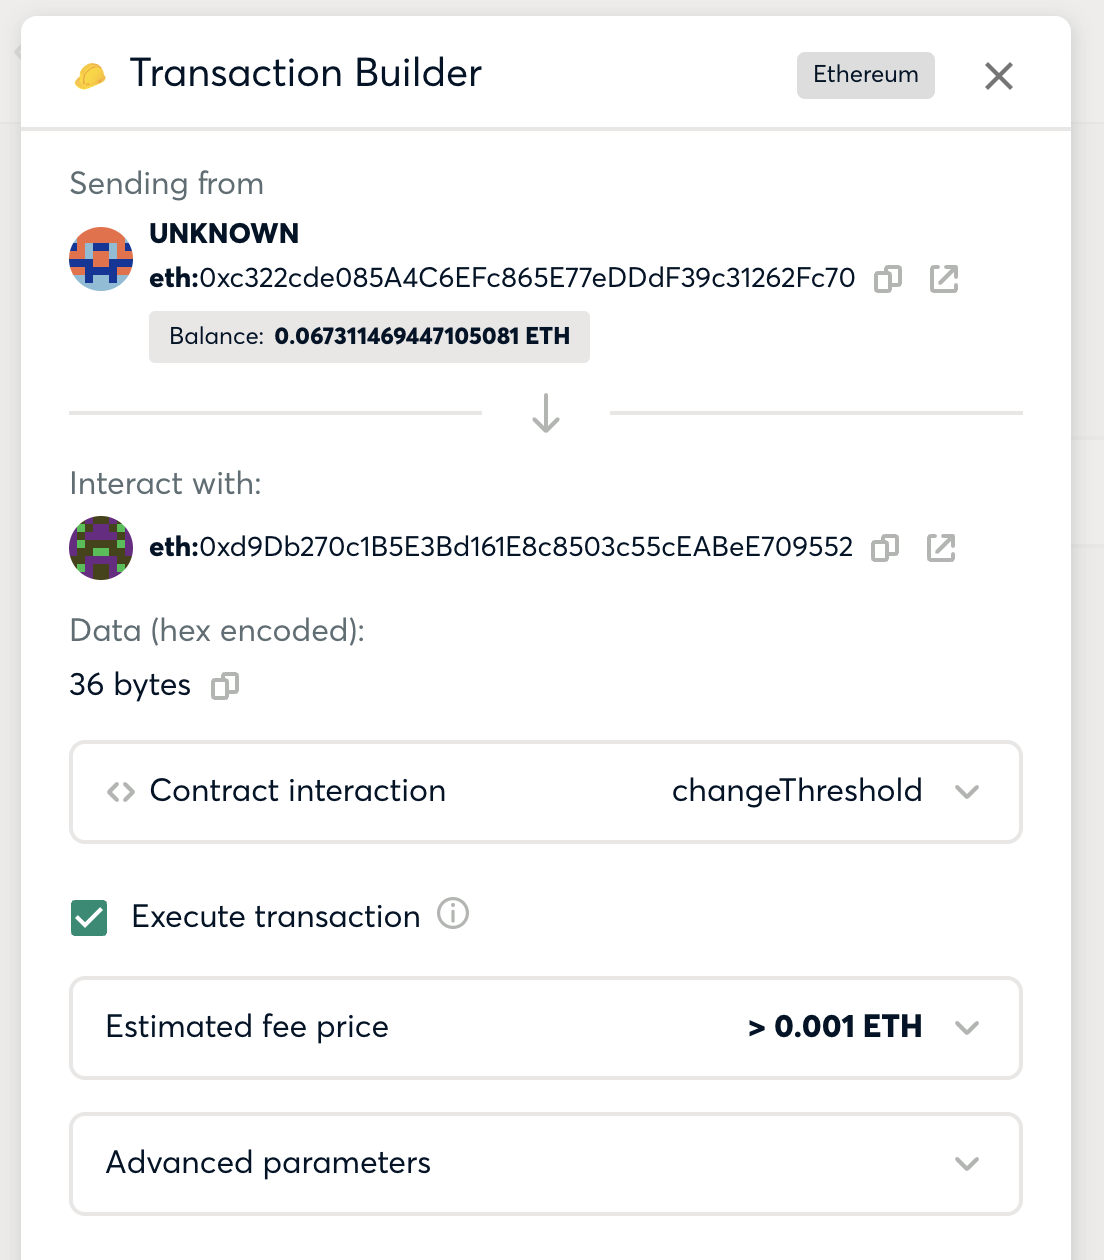 Transaction Builder
Ethereum
Sending from
UNKNOWN
eth:0xc322cde085A4C6EFc865E77eDDdF39c31262Fc70
Balance: 0.067311469447105081 ETH
Interact with:
eth:0xd9Db270c1B5E3Bd161E8c8503c55cEABeE709552
Data (hex encoded):
36 bytes
Contract interaction changeThreshold
Execute transaction
Estimated fee price > 0.001 ETH
Advanced parameters